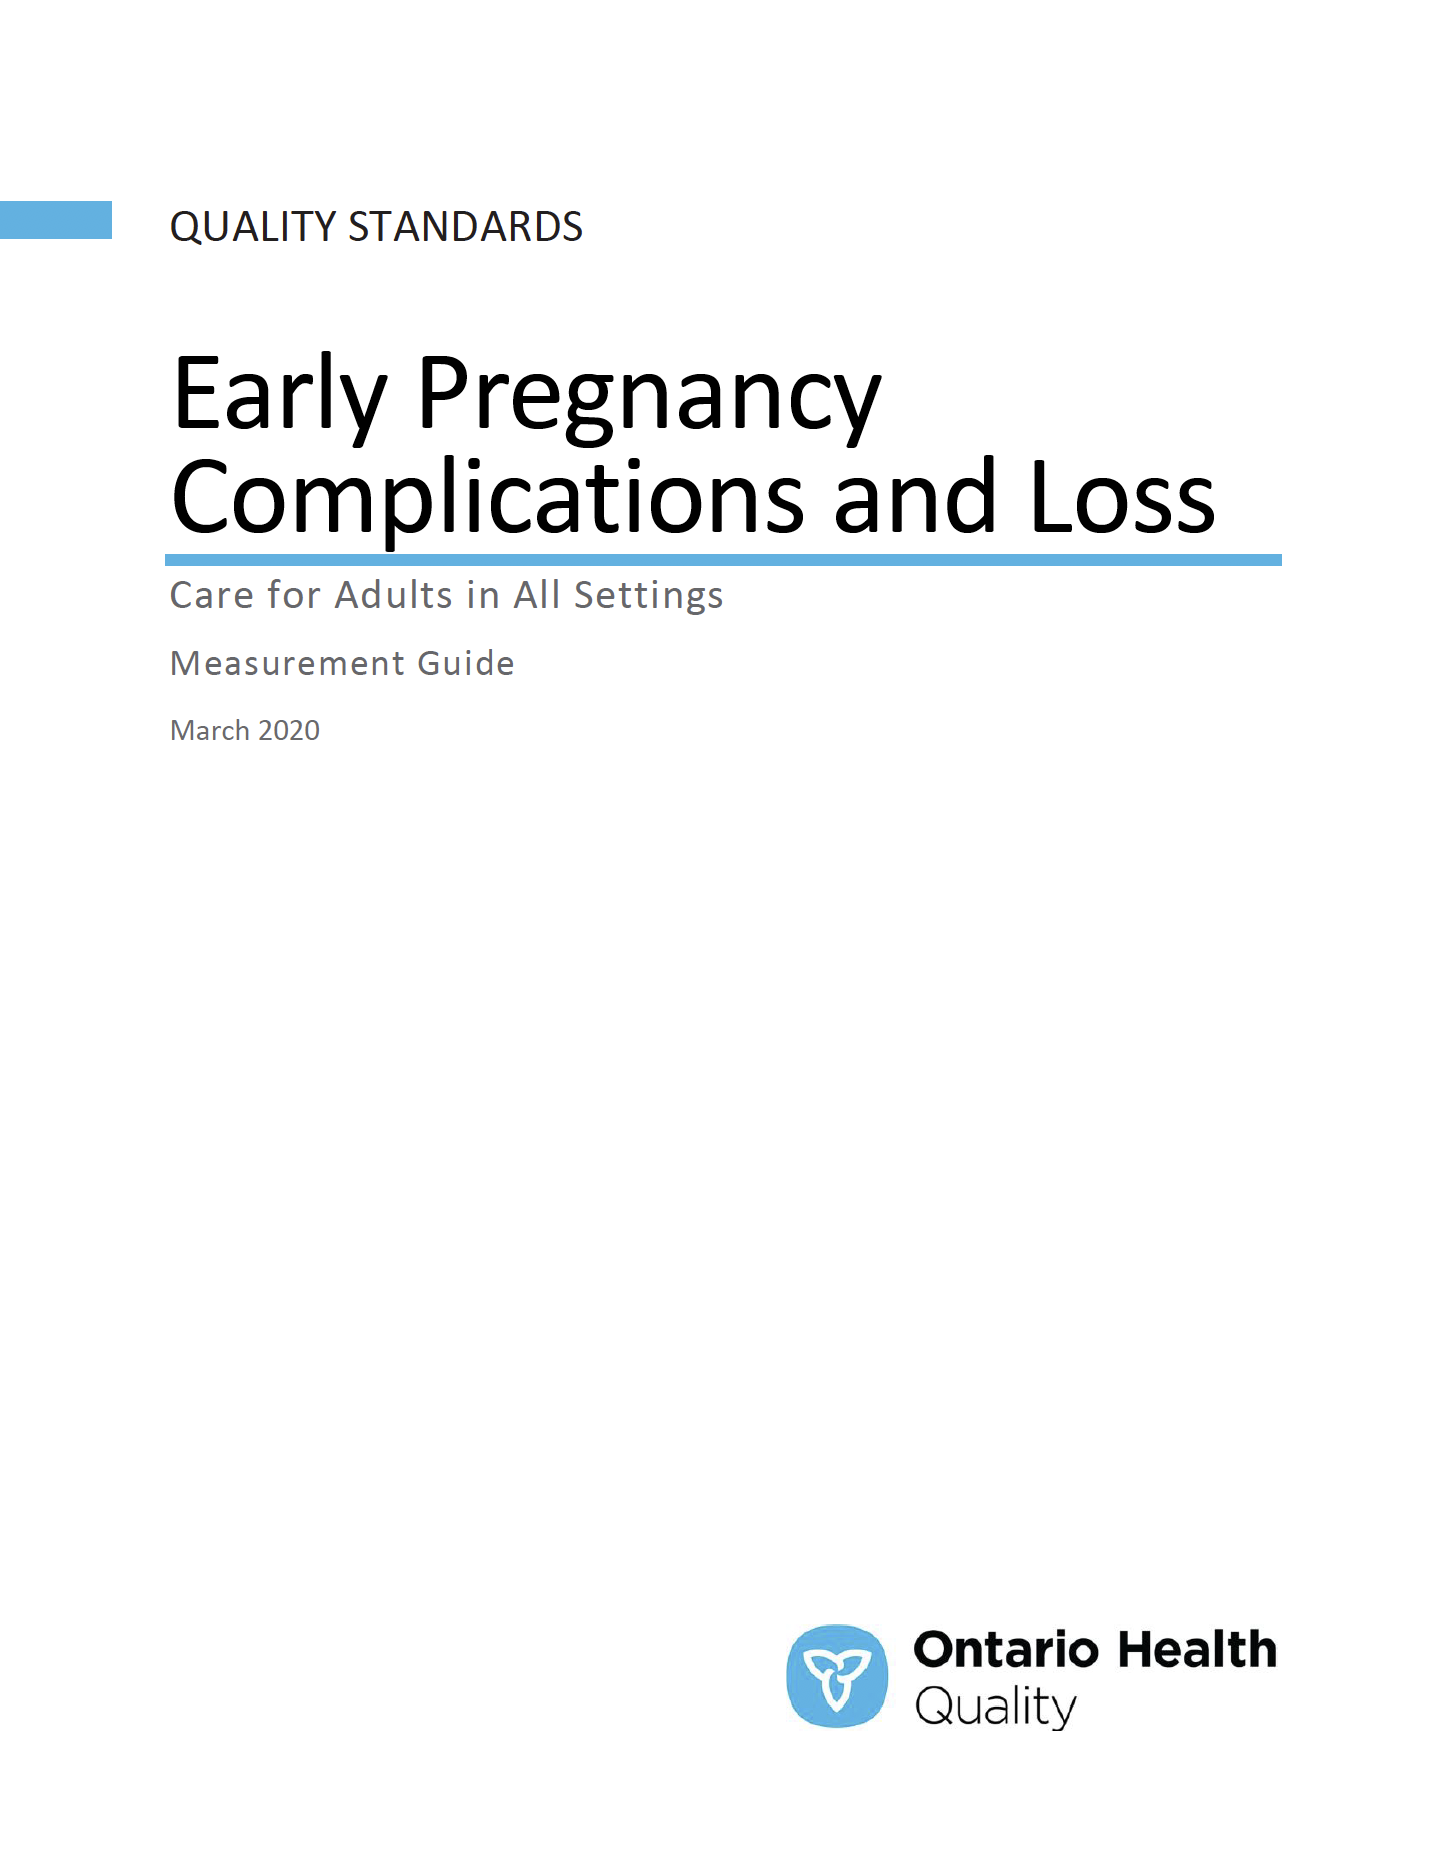 QUALITY STANDARDS
Early Pregnancy
Complications and Loss
Care for Adults in All Settings
Measurement Guide
March 2020
Ontario Health
Quality